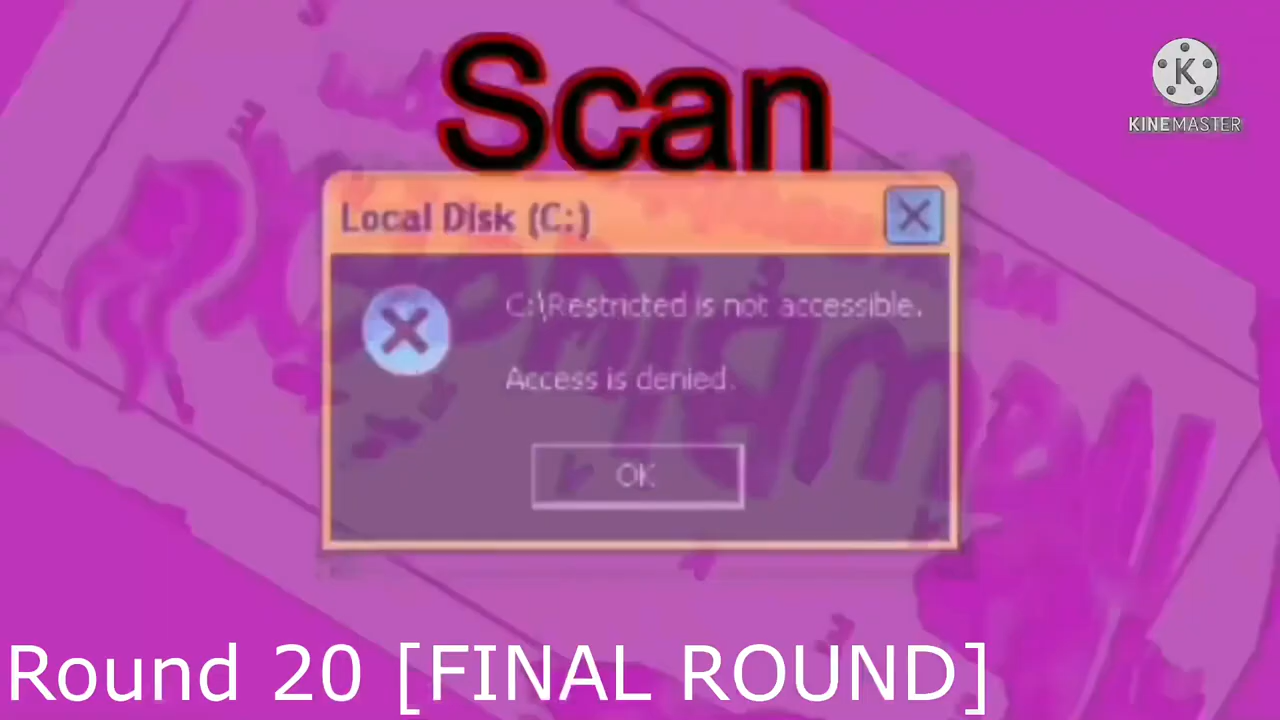 Scan
K
KINEMASTER
Local Disk (C:)
C:\Restricted is not accessible.
Access is denied.
OK
Round 20 [FINAL ROUND]